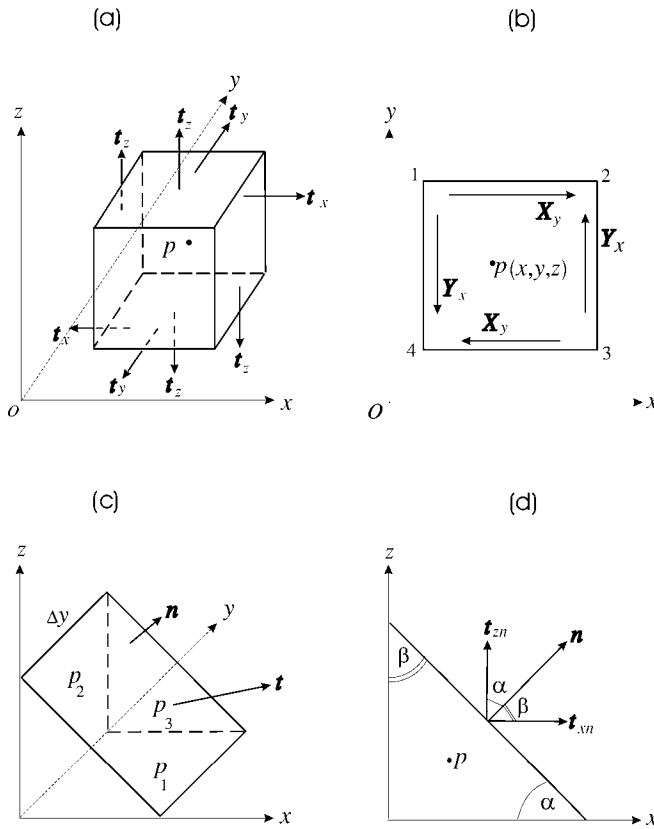 (a)
z
y
t_z
t_z
t_y
t_x
p
t_x
t_y
t_z
t_z
o
x
(b)
y
1
2
X_y
Y_x
p(x,y,z)
Y_x
X_y
4
3
O
x
(c)
z
Δy
n
y
p_2
t
p_3
p_1
x
(d)
z
t_zn
n
β
α
β
t_xn
p
α
x